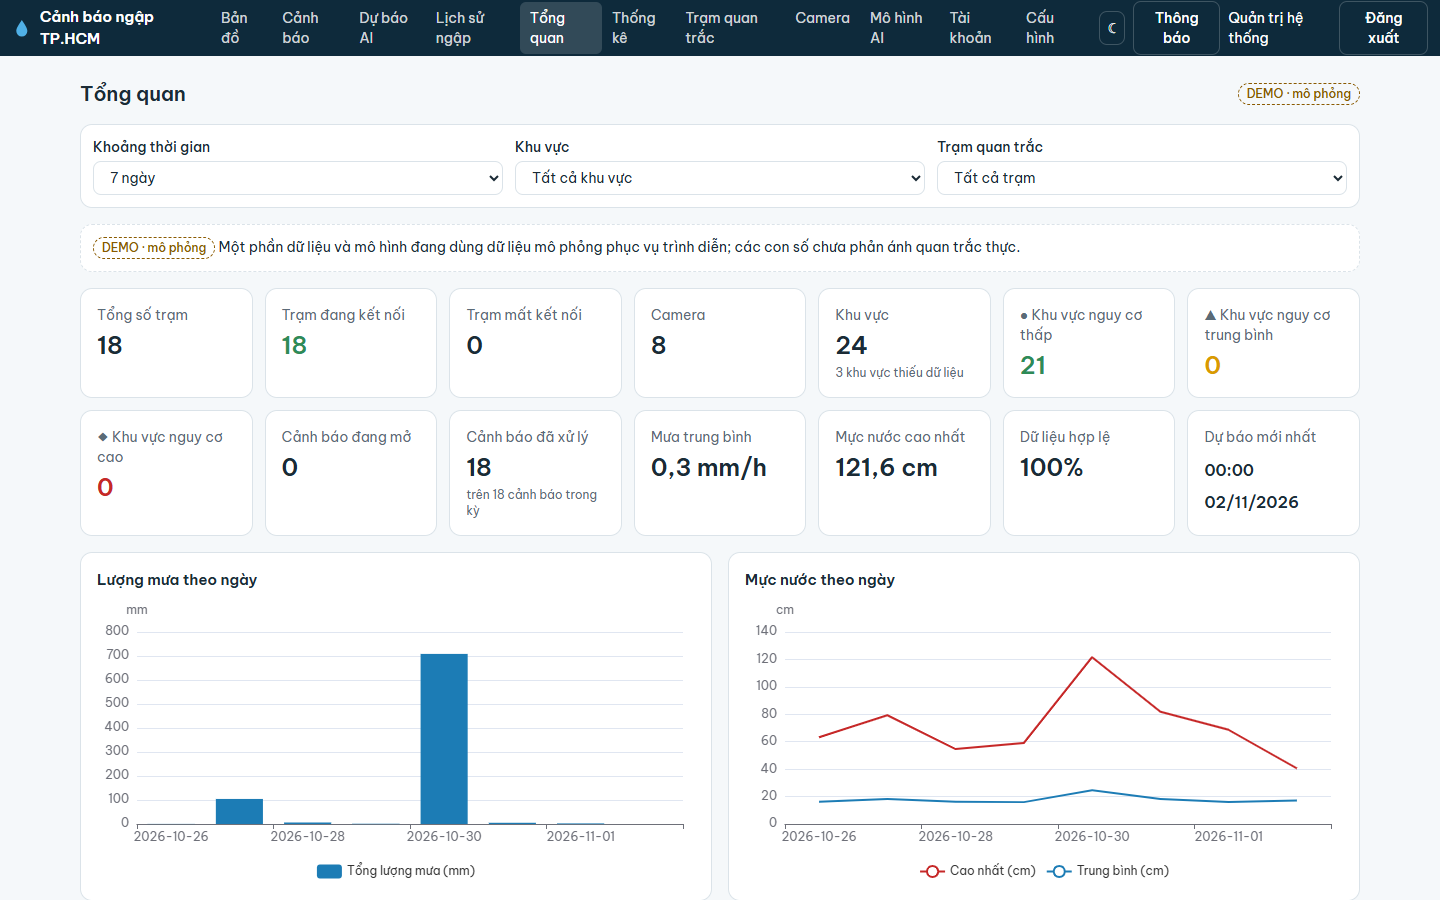 Cảnh báo ngập
TP.HCM
Bản
đồ
Cảnh
báo
Dự báo
AI
Lịch sử
ngập
Tổng
quan
Thống
kê
Trạm quan
trắc
Camera
Mô hình
AI
Tài
khoản
Cấu
hình
Thông
báo
Quản trị hệ
thống
Đăng
xuất
Tổng quan
DEMO · mô phỏng
Khoảng thời gian
7 ngày
Khu vực
Tất cả khu vực
Trạm quan trắc
Tất cả trạm
DEMO · mô phỏng Một phần dữ liệu và mô hình đang dùng dữ liệu mô phỏng phục vụ trình diễn; các con số chưa phản ánh quan trắc thực.
Tổng số trạm
18
Trạm đang kết nối
18
Trạm mất kết nối
0
Camera
8
Khu vực
24
3 khu vực thiếu dữ liệu
● Khu vực nguy cơ
thấp
21
▲ Khu vực nguy cơ
trung bình
0
◆ Khu vực nguy cơ
cao
0
Cảnh báo đang mở
0
Cảnh báo đã xử lý
18
trên 18 cảnh báo trong
kỳ
Mưa trung bình
0,3 mm/h
Mực nước cao nhất
121,6 cm
Dữ liệu hợp lệ
100%
Dự báo mới nhất
00:00
02/11/2026
Lượng mưa theo ngày
mm
800
700
600
500
400
300
200
100
0
2026-10-26
2026-10-28
2026-10-30
2026-11-01
Tổng lượng mưa (mm)
Mực nước theo ngày
cm
140
120
100
80
60
40
20
0
2026-10-26
2026-10-28
2026-10-30
2026-11-01
Cao nhất (cm)
Trung bình (cm)